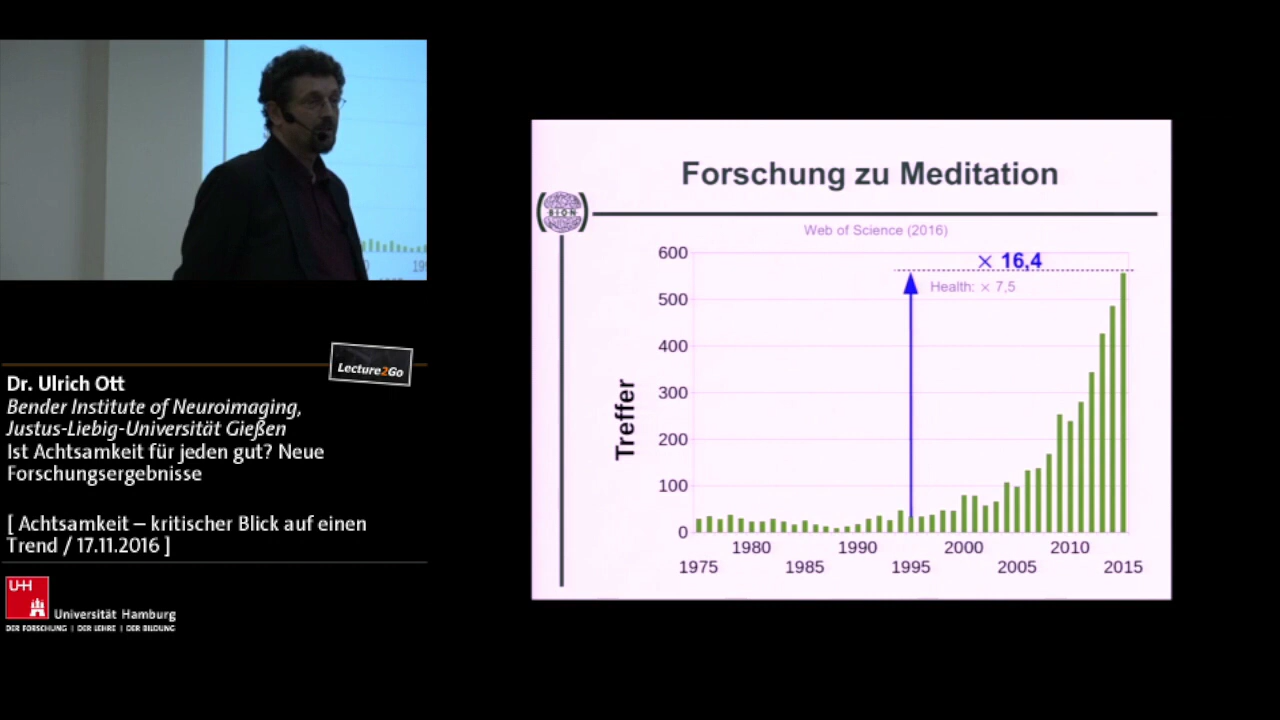 Lecture2Go
Dr. Ulrich Ott
Bender Institute of Neuroimaging,
Justus-Liebig-Universität Gießen
Ist Achtsamkeit für jeden gut? Neue
Forschungsergebnisse
[ Achtsamkeit – kritischer Blick auf einen
Trend / 17.11.2016 ]
UHH
Universität Hamburg
DER FORSCHUNG | DER LEHRE | DER BILDUNG
Forschung zu Meditation
BION
Web of Science (2016)
× 16,4
Health: × 7,5
Treffer
600
500
400
300
200
100
0
1980 1990 2000 2010
1975 1985 1995 2005 2015